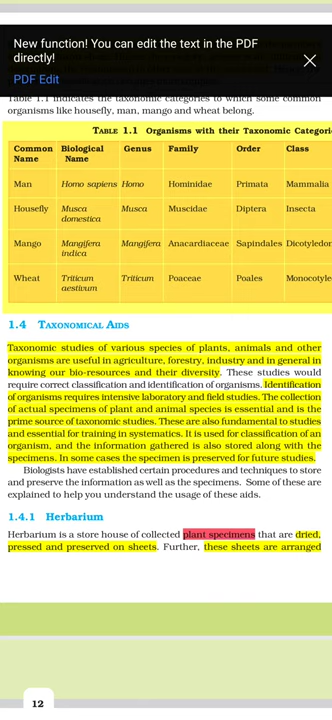 New function! You can edit the text in the PDF
directly!
PDF Edit
Table 1.1 indicates the taxonomic categories to which some common
organisms like housefly, man, mango and wheat belong.
TABLE 1.1 Organisms with their Taxonomic Categori
Common Biological Genus Family Order Class
Name Name
Man Homo sapiens Homo Hominidae Primata Mammalia
Housefly Musca Musca Muscidae Diptera Insecta
domestica
Mango Mangifera Mangifera Anacardiaceae Sapindales Dicotyledon
indica
Wheat Triticum Triticum Poaceae Poales Monocotyle
aestivum
1.4 TAXONOMICAL AIDS
Taxonomic studies of various species of plants, animals and other
organisms are useful in agriculture, forestry, industry and in general in
knowing our bio-resources and their diversity. These studies would
require correct classification and identification of organisms. Identification
of organisms requires intensive laboratory and field studies. The collection
of actual specimens of plant and animal species is essential and is the
prime source of taxonomic studies. These are also fundamental to studies
and essential for training in systematics. It is used for classification of an
organism, and the information gathered is also stored along with the
specimens. In some cases the specimen is preserved for future studies.
Biologists have established certain procedures and techniques to store
and preserve the information as well as the specimens. Some of these are
explained to help you understand the usage of these aids.
1.4.1 Herbarium
Herbarium is a store house of collected plant specimens that are dried,
pressed and preserved on sheets. Further, these sheets are arranged
12